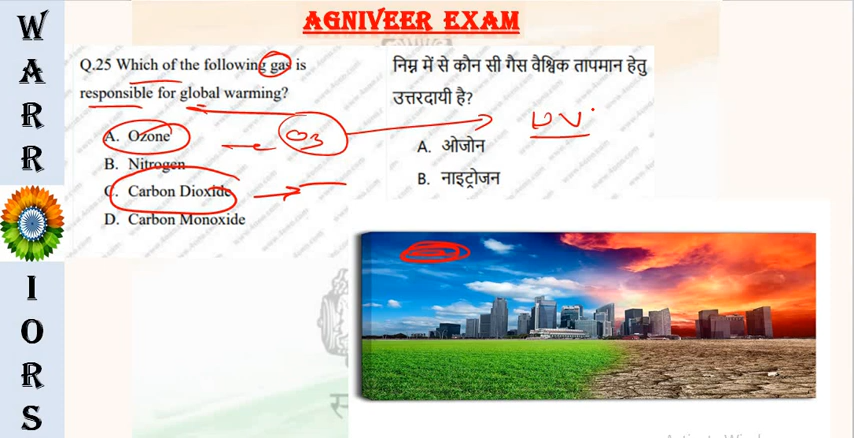 AGNIVEER EXAM
WARRIORS
Q.25 Which of the following gas is
responsible for global warming?
A. Ozone
B. Nitrogen
C. Carbon Dioxide
D. Carbon Monoxide
O3
निम्न में से कौन सी गैस वैश्विक तापमान हेतु
उत्तरदायी है?
A. ओजोन
B. नाइट्रोजन
UV